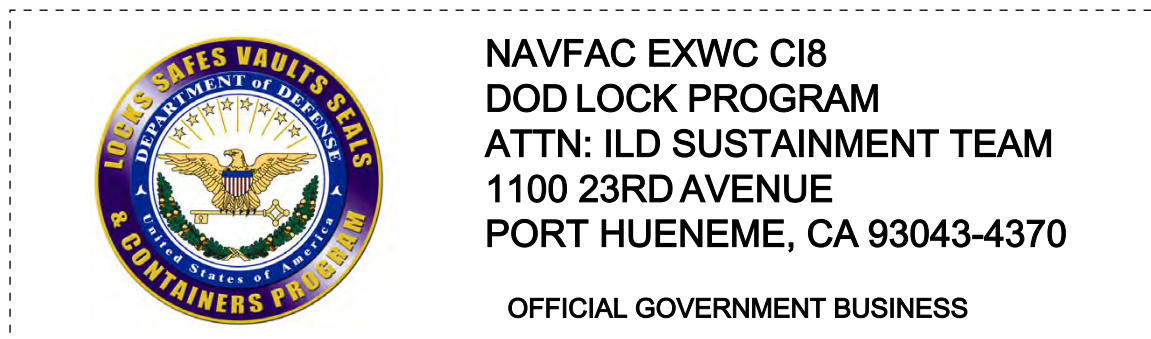 LOCKS SAFES VAULTS SEALS
& CONTAINERS PROGRAM
DEPARTMENT of DEFENSE
United States of America
NAVFAC EXWC CI8
DOD LOCK PROGRAM
ATTN: ILD SUSTAINMENT TEAM
1100 23RD AVENUE
PORT HUENEME, CA 93043-4370
OFFICIAL GOVERNMENT BUSINESS